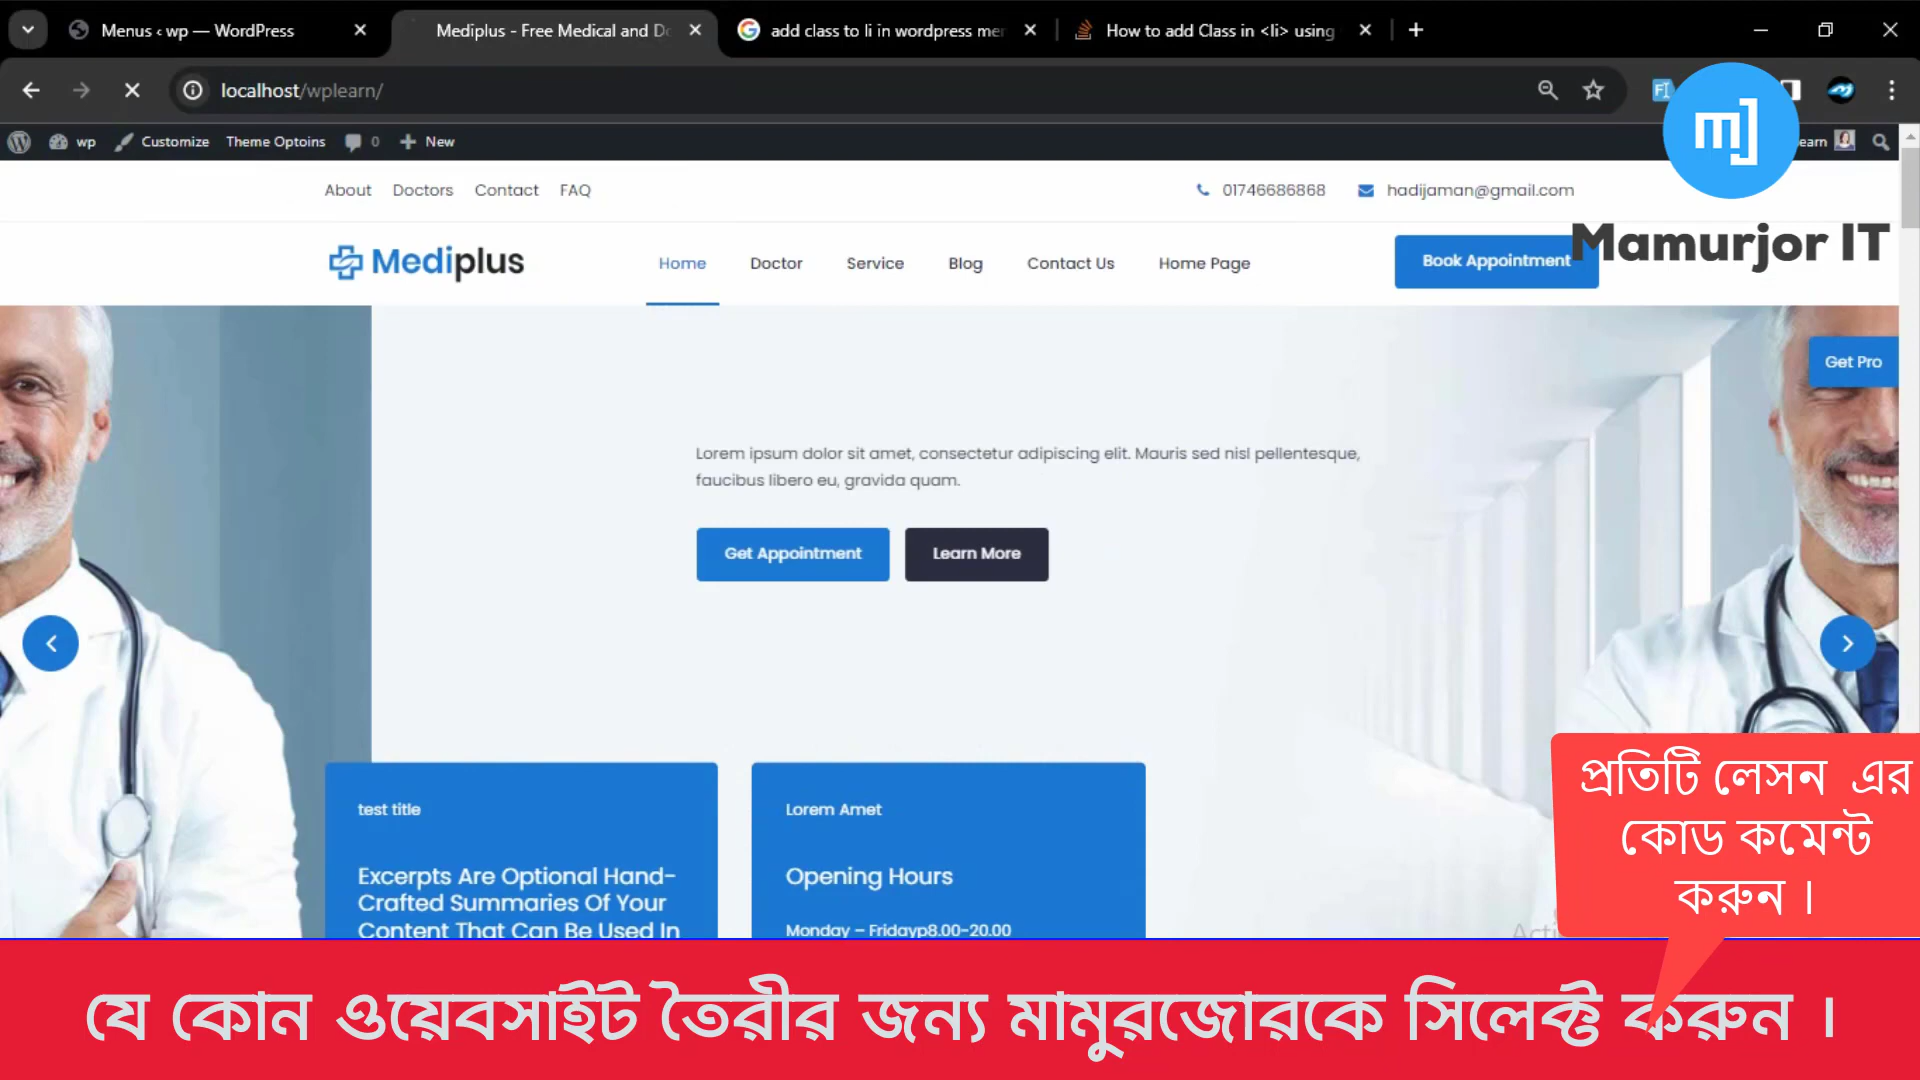 Menus ‹ wp — WordPress
Mediplus - Free Medical and Do
add class to li in wordpress mer
How to add Class in <li> using
localhost/wplearn/
wp
Customize
Theme Optoins
0
New
earn
mJ
Mamurjor IT
About Doctors Contact FAQ
01746686868
hadijaman@gmail.com
Mediplus
Home Doctor Service Blog Contact Us Home Page
Book Appointment
Get Pro
Lorem ipsum dolor sit amet, consectetur adipiscing elit. Mauris sed nisl pellentesque,
faucibus libero eu, gravida quam.
Get Appointment
Learn More
test title
Excerpts Are Optional Hand-
Crafted Summaries Of Your
Content That Can Be Used In
Lorem Amet
Opening Hours
Monday – Fridayp8.00-20.00
প্রতিটি লেসন এর
কোড কমেন্ট
করুন ।
যে কোন ওয়েবসাইট তৈরীর জন্য মামুরজোরকে সিলেক্ট করুন ।